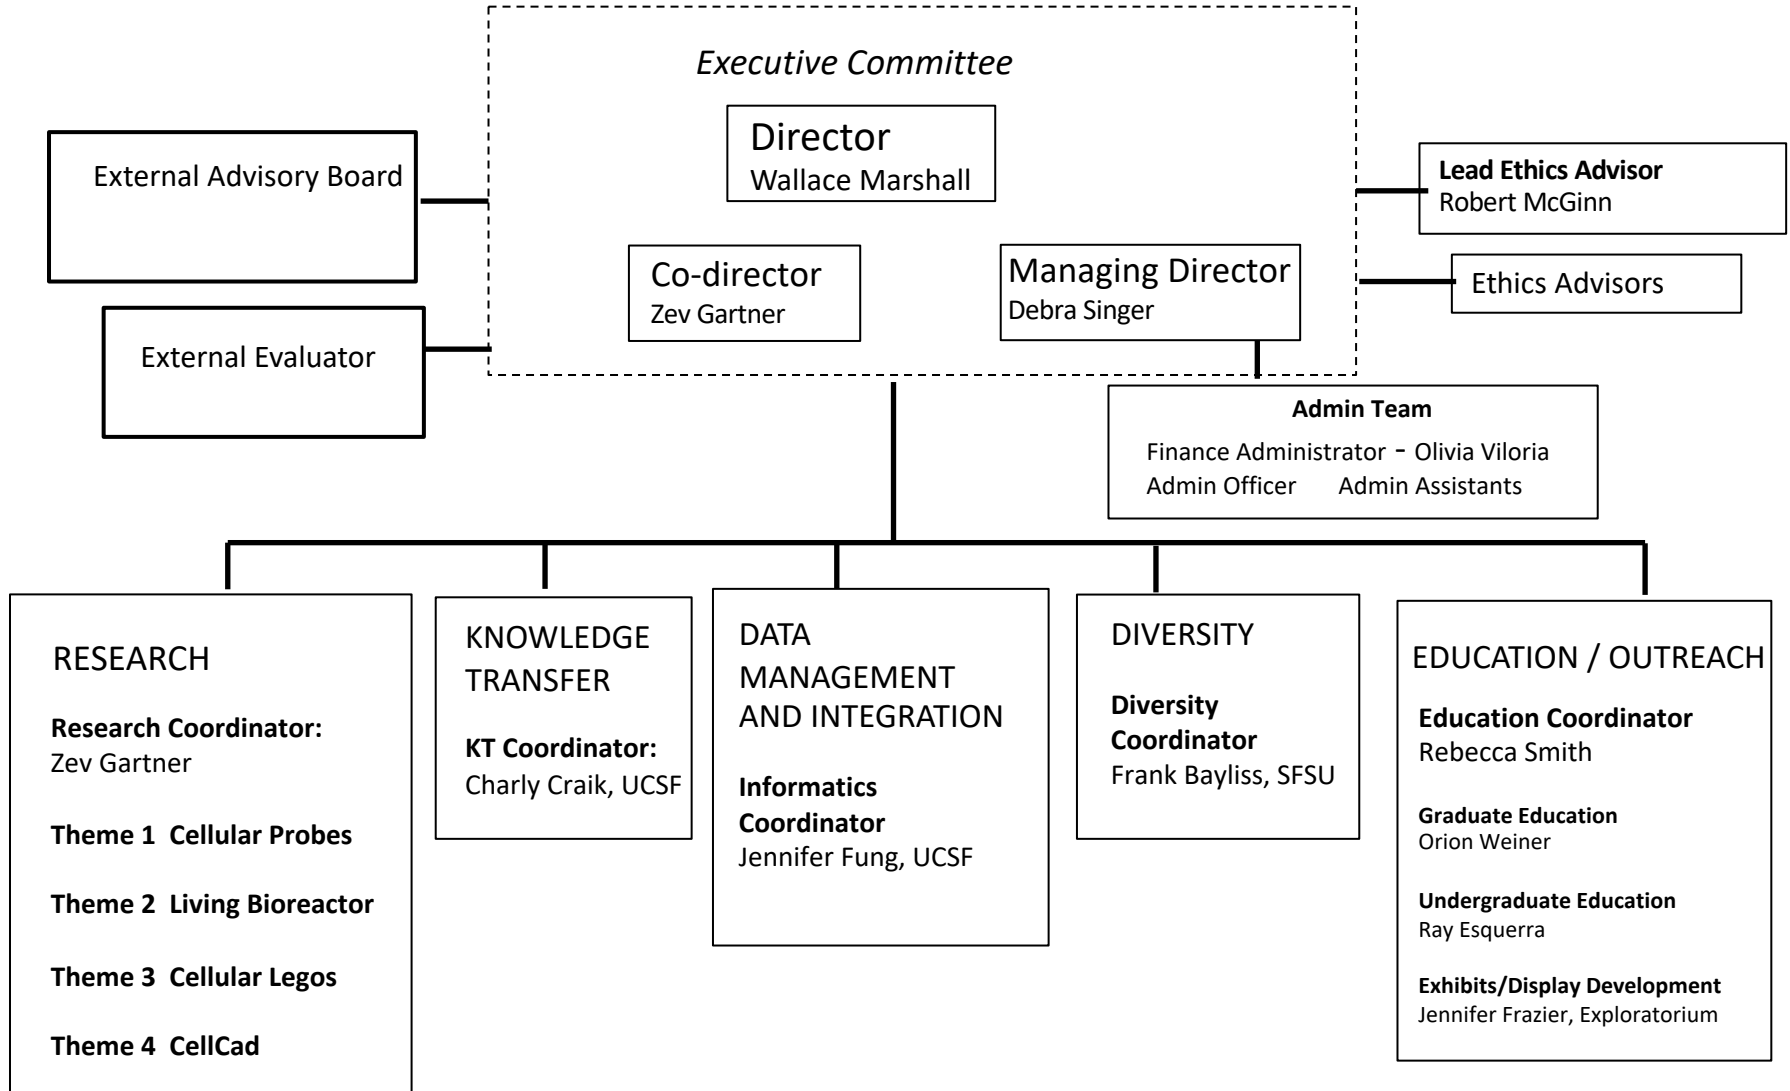 Executive Committee
Director
Wallace Marshall
Co-director
Zev Gartner
Managing Director
Debra Singer
External Advisory Board
External Evaluator
Lead Ethics Advisor
Robert McGinn
Ethics Advisors
Admin Team
Finance Administrator - Olivia Viloria
Admin Officer Admin Assistants
RESEARCH
Research Coordinator:
Zev Gartner
Theme 1 Cellular Probes
Theme 2 Living Bioreactor
Theme 3 Cellular Legos
Theme 4 CellCad
KNOWLEDGE
TRANSFER
KT Coordinator:
Charly Craik, UCSF
DATA
MANAGEMENT
AND INTEGRATION
Informatics
Coordinator
Jennifer Fung, UCSF
DIVERSITY
Diversity
Coordinator
Frank Bayliss, SFSU
EDUCATION / OUTREACH
Education Coordinator
Rebecca Smith
Graduate Education
Orion Weiner
Undergraduate Education
Ray Esquerra
Exhibits/Display Development
Jennifer Frazier, Exploratorium